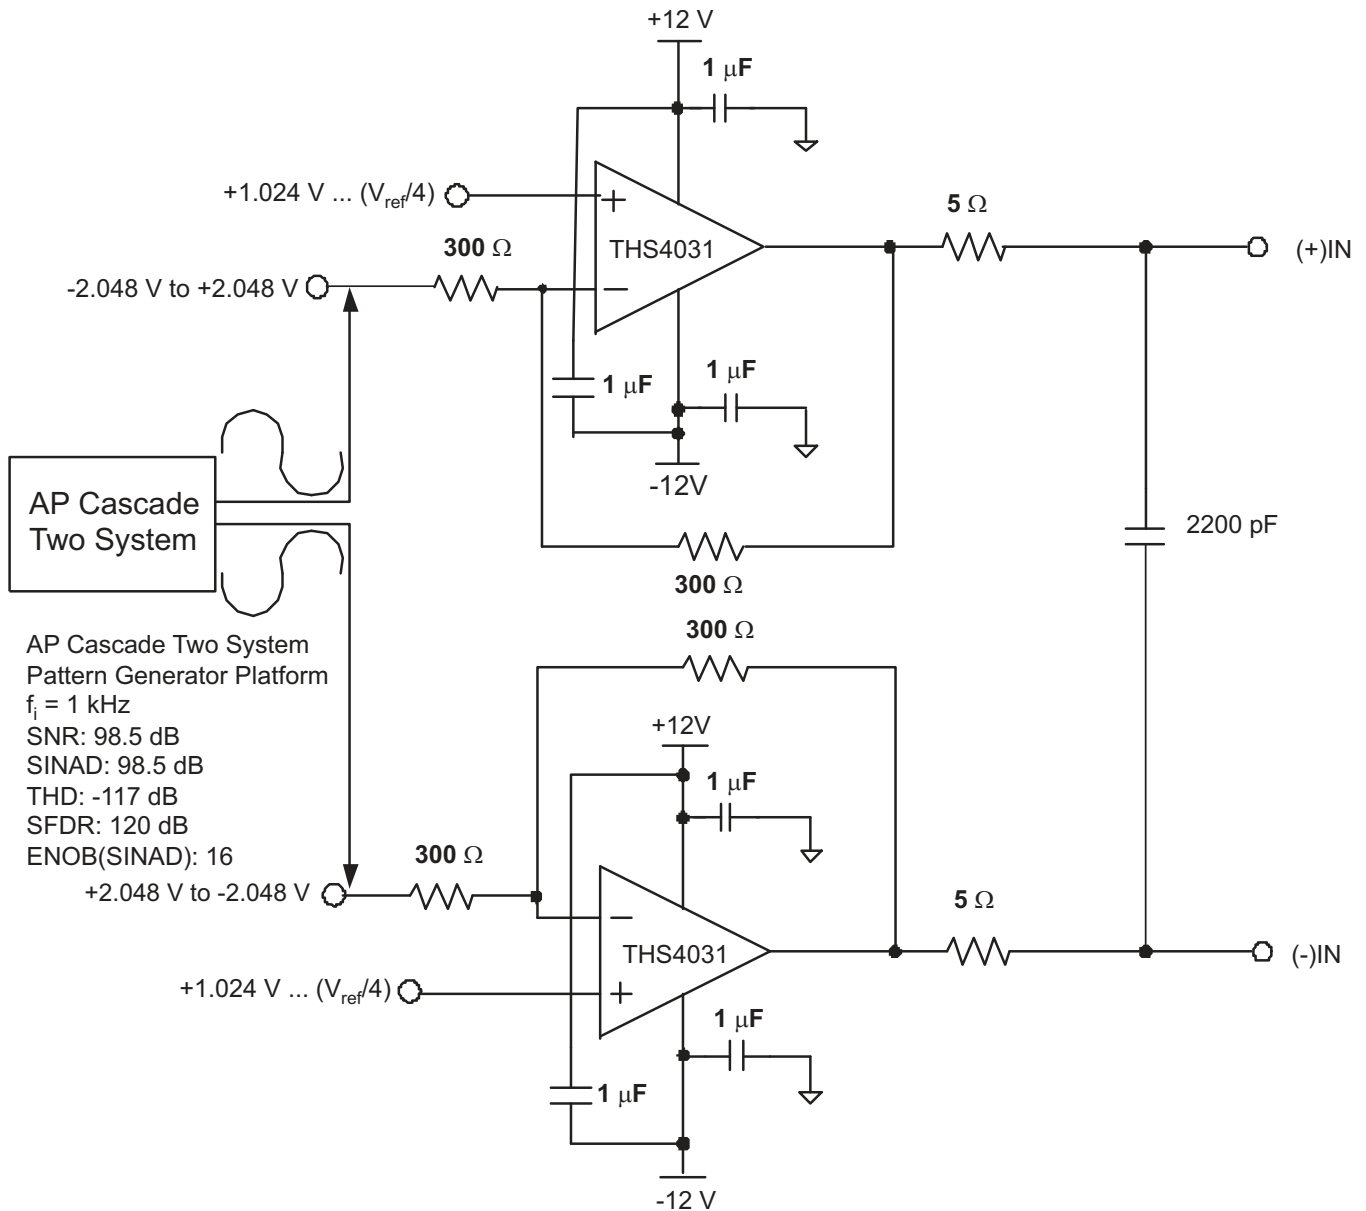 +12 V
1 μF
+1.024 V ... (Vref/4)
+
THS4031
5 Ω
(+)IN
300 Ω
-2.048 V to +2.048 V
−
1 μF
1 μF
-12V
AP Cascade
Two System
2200 pF
300 Ω
300 Ω
AP Cascade Two System
Pattern Generator Platform
fi = 1 kHz
SNR: 98.5 dB
SINAD: 98.5 dB
THD: -117 dB
SFDR: 120 dB
ENOB(SINAD): 16
+12V
1 μF
300 Ω
+2.048 V to -2.048 V
−
THS4031
5 Ω
(-)IN
+1.024 V ... (Vref/4)
+
1 μF
1 μF
-12 V